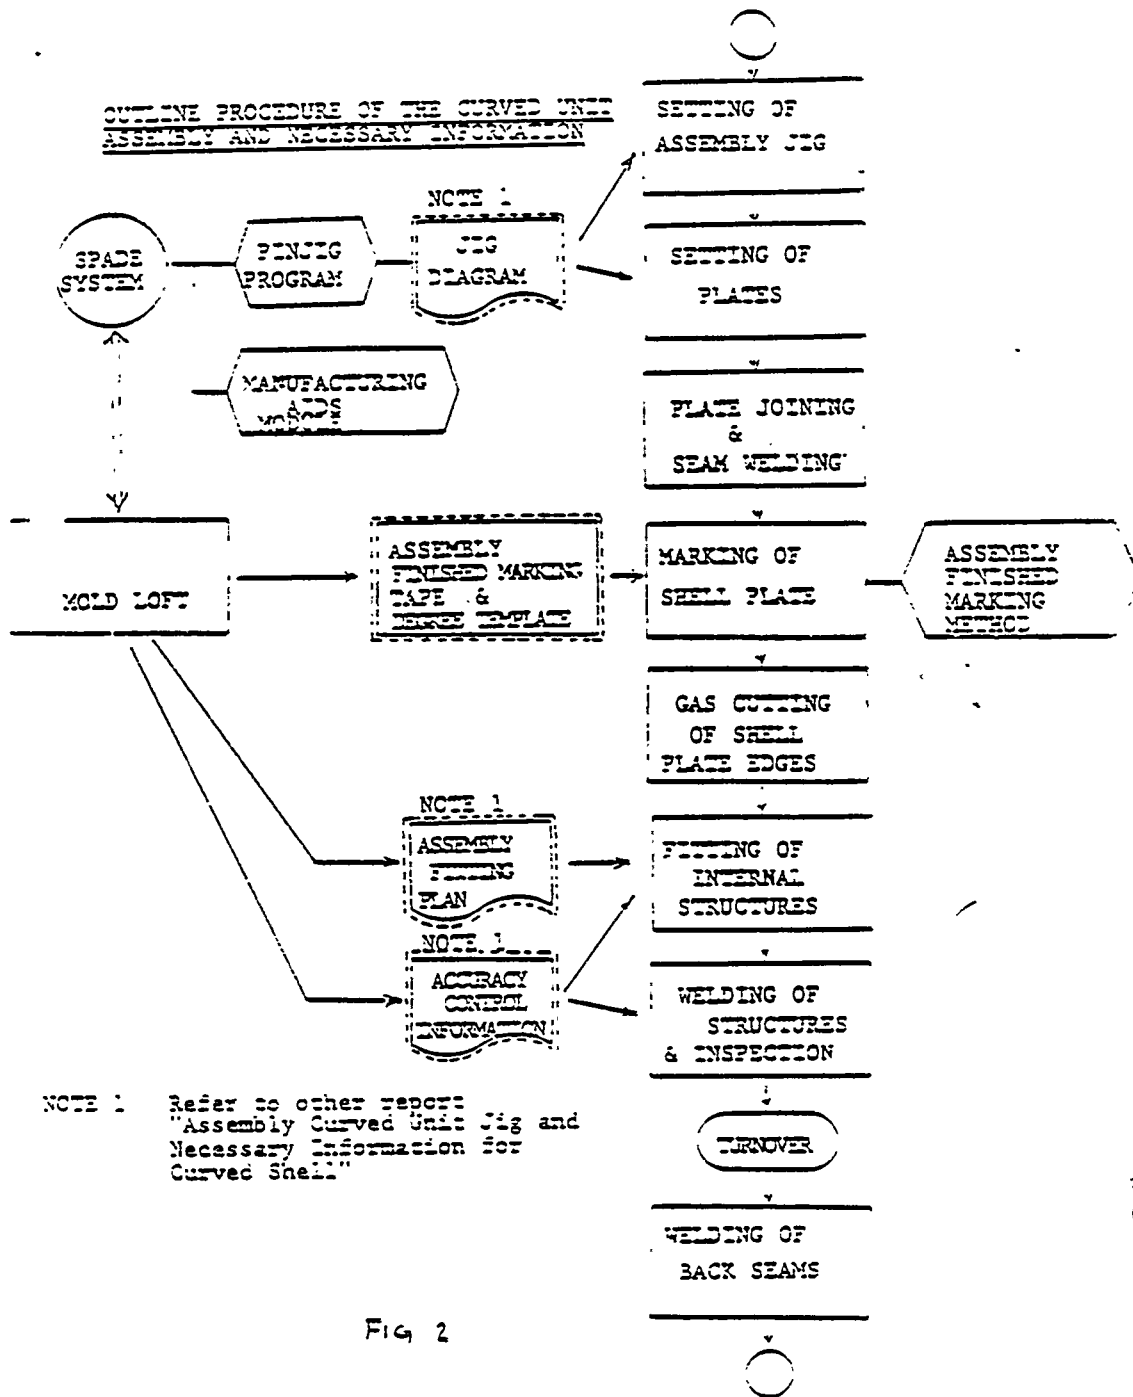 OUTLINE PROCEDURE OF THE CURVED UNIT
ASSEMBLY AND NECESSARY INFORMATION
SETTING OF
ASSEMBLY JIG
NOTE 1
SPADE
SYSTEM
PINJIG
PROGRAM
JIG
DIAGRAM
SETTING OF
PLATES
MANUFACTURING
AIDS
MODULE
PLATE JOINING
&
SEAM WELDING
MOLD LOFT
ASSEMBLY
FINISHED MARKING
TAPE &
DEGREE TEMPLATE
MARKING OF
SHELL PLATE
ASSEMBLY
FINISHED
MARKING
METHOD
GAS CUTTING
OF SHELL
PLATE EDGES
NOTE 1
ASSEMBLY
FITTING
PLAN
FITTING OF
INTERNAL
STRUCTURES
NOTE 1
ACCURACY
CONTROL
INFORMATION
WELDING OF
STRUCTURES
& INSPECTION
NOTE 1 Refer to other report
"Assembly Curved Unit Jig and
Necessary Information for
Curved Shell"
TURNOVER
WELDING OF
BACK SEAMS
FIG 2